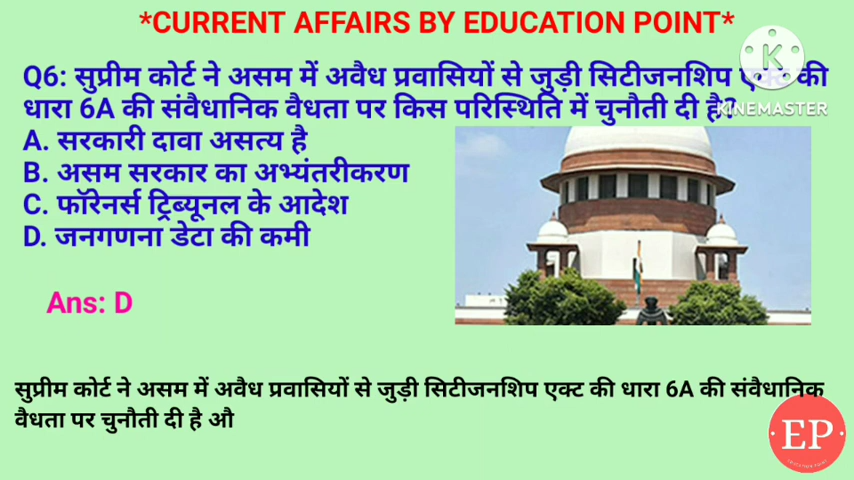 *CURRENT AFFAIRS BY EDUCATION POINT*
Q6: सुप्रीम कोर्ट ने असम में अवैध प्रवासियों से जुड़ी सिटीजनशिप एक्ट की
धारा 6A की संवैधानिक वैधता पर किस परिस्थिति में चुनौती दी है?
K
KINEMASTER
A. सरकारी दावा असत्य है
B. असम सरकार का अभ्यंतरीकरण
C. फॉरेनर्स ट्रिब्यूनल के आदेश
D. जनगणना डेटा की कमी
Ans: D
सुप्रीम कोर्ट ने असम में अवैध प्रवासियों से जुड़ी सिटीजनशिप एक्ट की धारा 6A की संवैधानिक
वैधता पर चुनौती दी है औ
EP